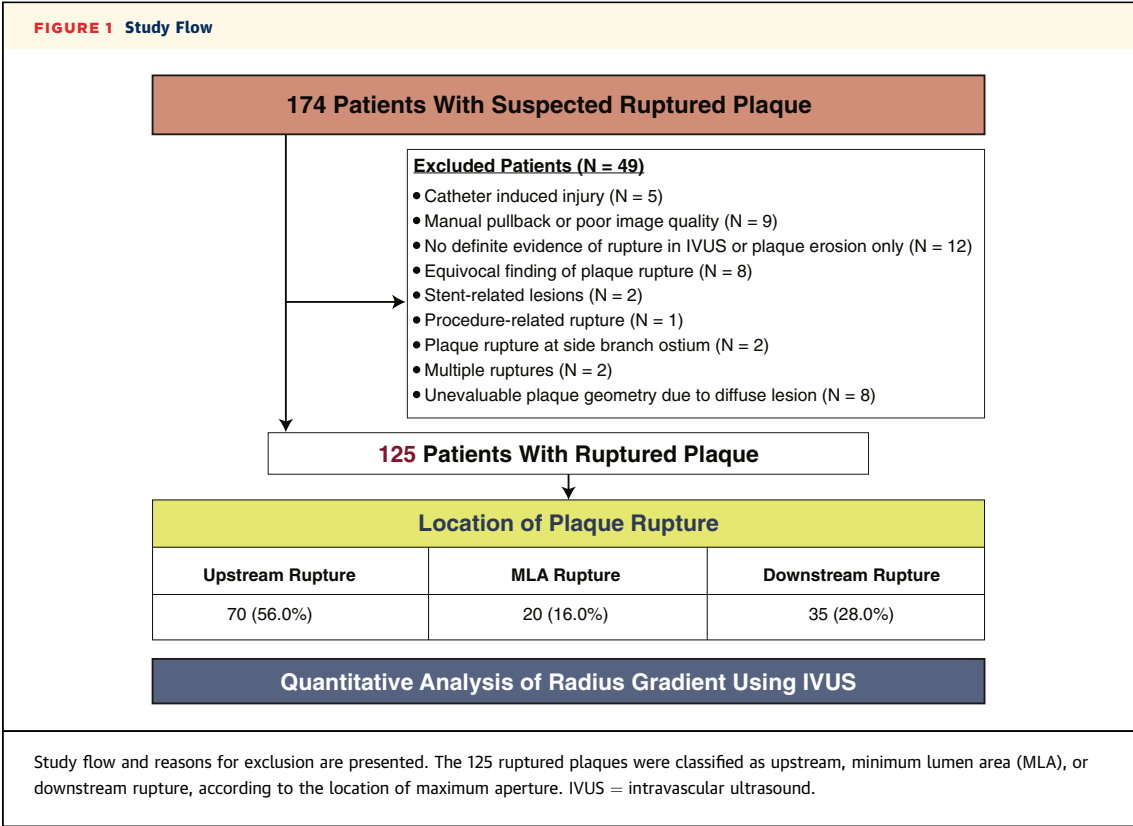 FIGURE 1 Study Flow
174 Patients With Suspected Ruptured Plaque
Excluded Patients (N = 49)
• Catheter induced injury (N = 5)
• Manual pullback or poor image quality (N = 9)
• No definite evidence of rupture in IVUS or plaque erosion only (N = 12)
• Equivocal finding of plaque rupture (N = 8)
• Stent-related lesions (N = 2)
• Procedure-related rupture (N = 1)
• Plaque rupture at side branch ostium (N = 2)
• Multiple ruptures (N = 2)
• Unevaluable plaque geometry due to diffuse lesion (N = 8)
125 Patients With Ruptured Plaque
Location of Plaque Rupture
Upstream Rupture MLA Rupture Downstream Rupture
70 (56.0%) 20 (16.0%) 35 (28.0%)
Quantitative Analysis of Radius Gradient Using IVUS
Study flow and reasons for exclusion are presented. The 125 ruptured plaques were classified as upstream, minimum lumen area (MLA), or
downstream rupture, according to the location of maximum aperture. IVUS = intravascular ultrasound.